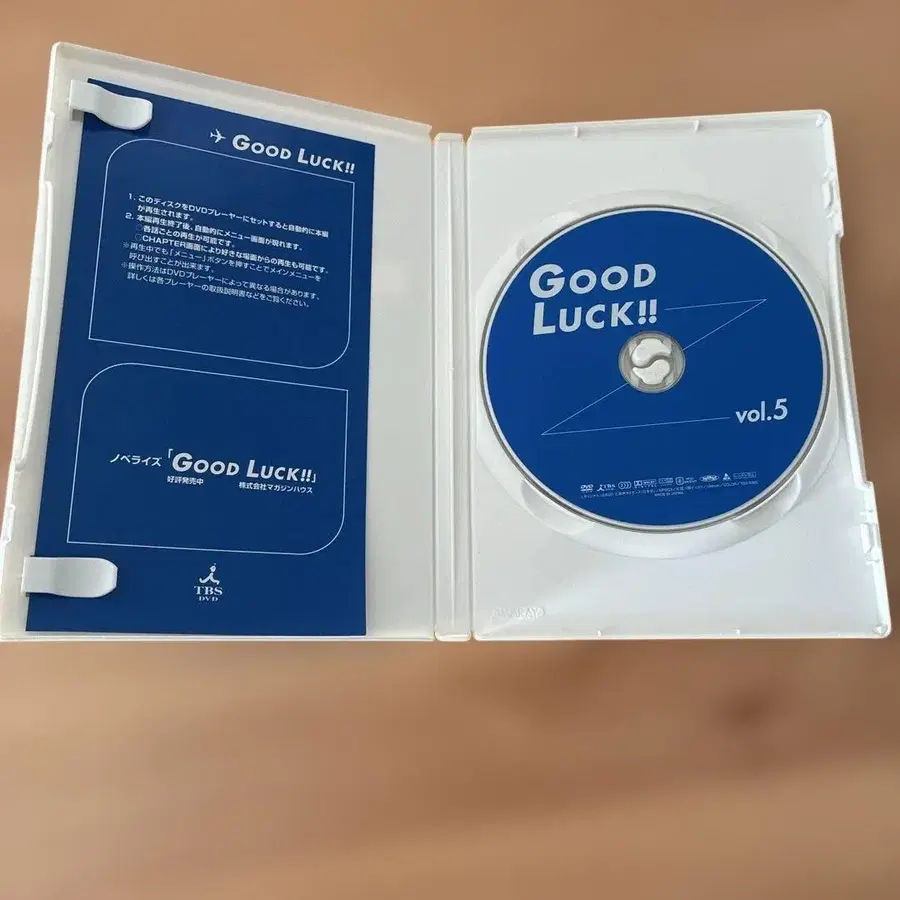 GOOD LUCK!!
1. このディスクをDVDプレーヤーにセットすると自動的に本編
が再生されます。
2. 本編再生終了後、自動的にメニュー画面が現れます。
□各話ごとの再生が可能です。
□CHAPTER画面により好きな場面からの再生も可能です。
※再生中でも「メニュー」ボタンを押すことでメインメニューを
呼び出すことが出来ます。
※操作方法はDVDプレーヤーによって異なる場合があります。
詳しくは各プレーヤーの取扱説明書などをご覧ください。
ノベライズ「GOOD LUCK!!」
好評発売中 株式会社マガジンハウス
TBS
DVD
GOOD
LUCK!!
vol.5
DVD TBS
MADE IN JAPAN
AMARAY